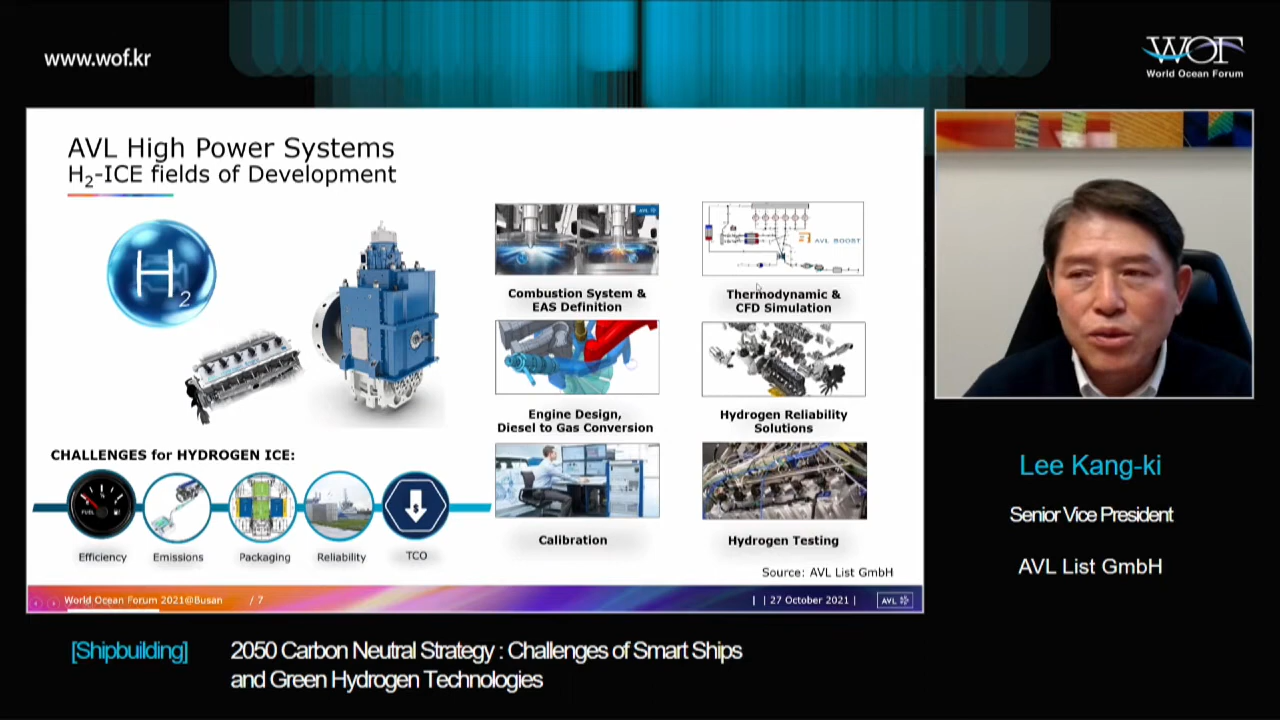 www.wof.kr
WOF
World Ocean Forum
AVL High Power Systems
H₂-ICE fields of Development
H₂
AVL
AVL BOOST
Combustion System &
EAS Definition
Thermodynamic &
CFD Simulation
Engine Design,
Diesel to Gas Conversion
Hydrogen Reliability
Solutions
CHALLENGES for HYDROGEN ICE:
FUEL
$
Efficiency
Emissions
Packaging
Reliability
TCO
Calibration
Hydrogen Testing
Source: AVL List GmbH
World Ocean Forum 2021@Busan / 7
| | 27 October 2021 |
AVL
Lee Kang-ki
Senior Vice President
AVL List GmbH
[Shipbuilding]
2050 Carbon Neutral Strategy : Challenges of Smart Ships
and Green Hydrogen Technologies